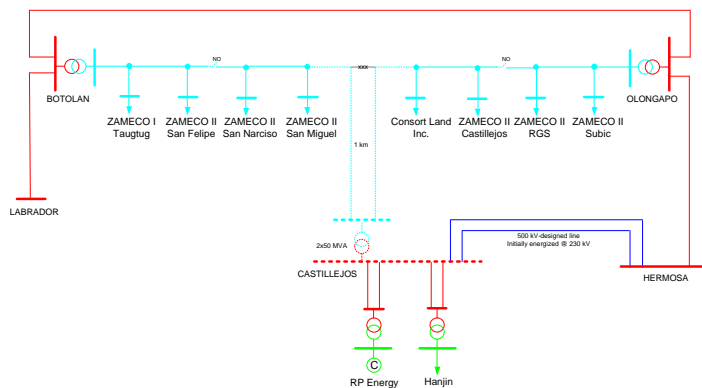 NO
xxx
NO
BOTOLAN
OLONGAPO
ZAMECO I
Taugtug
ZAMECO II
San Felipe
ZAMECO II
San Narciso
ZAMECO II
San Miguel
Consort Land
Inc.
ZAMECO II
Castillejos
ZAMECO II
RGS
ZAMECO II
Subic
1 km
LABRADOR
2x50 MVA
500 kV-designed line
Initially energized @ 230 kV
CASTILLEJOS
HERMOSA
C
RP Energy
Hanjin